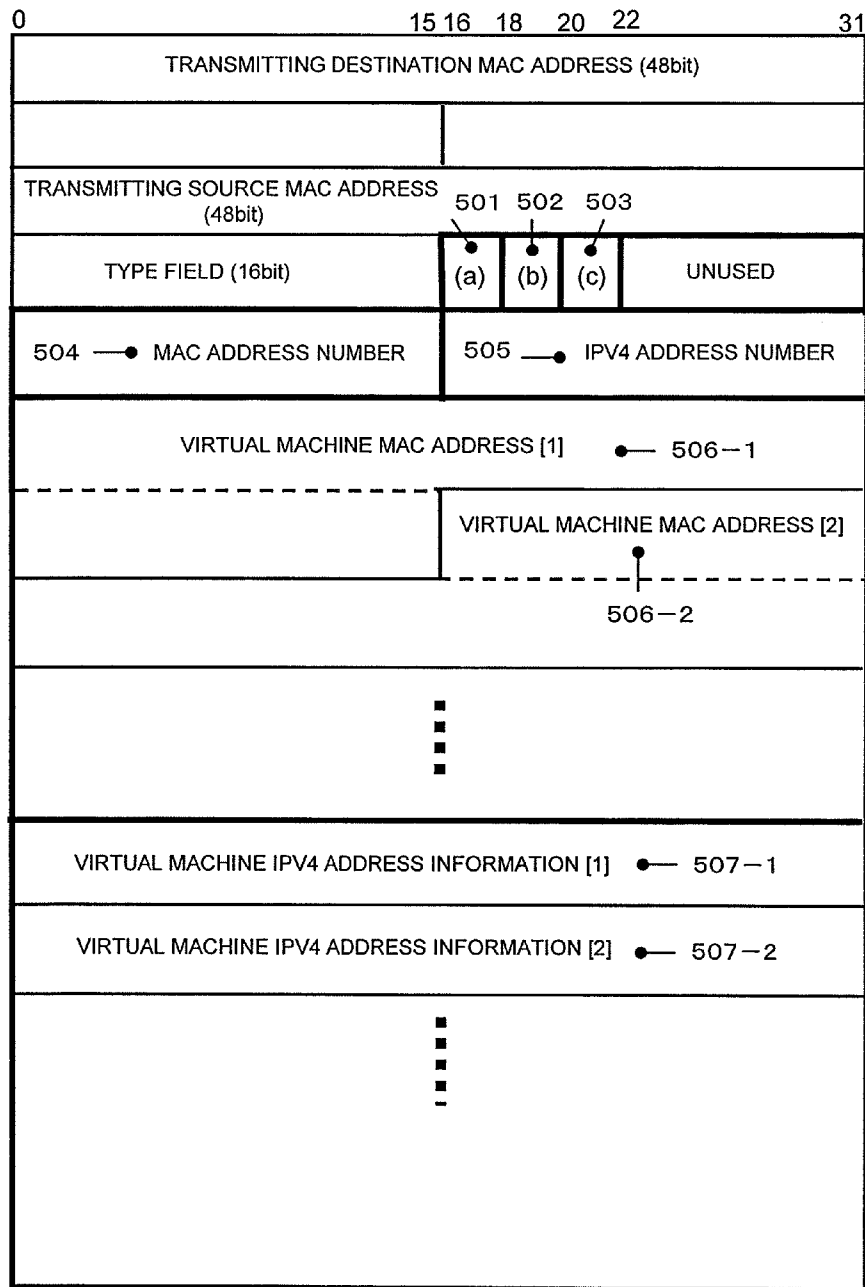 0 15 16 18 20 22 31
TRANSMITTING DESTINATION MAC ADDRESS (48bit)
TRANSMITTING SOURCE MAC ADDRESS
(48bit)
501 502 503
TYPE FIELD (16bit) (a) (b) (c) UNUSED
504 MAC ADDRESS NUMBER 505 IPV4 ADDRESS NUMBER
VIRTUAL MACHINE MAC ADDRESS [1] 506-1
VIRTUAL MACHINE MAC ADDRESS [2]
506-2
VIRTUAL MACHINE IPV4 ADDRESS INFORMATION [1] 507-1
VIRTUAL MACHINE IPV4 ADDRESS INFORMATION [2] 507-2